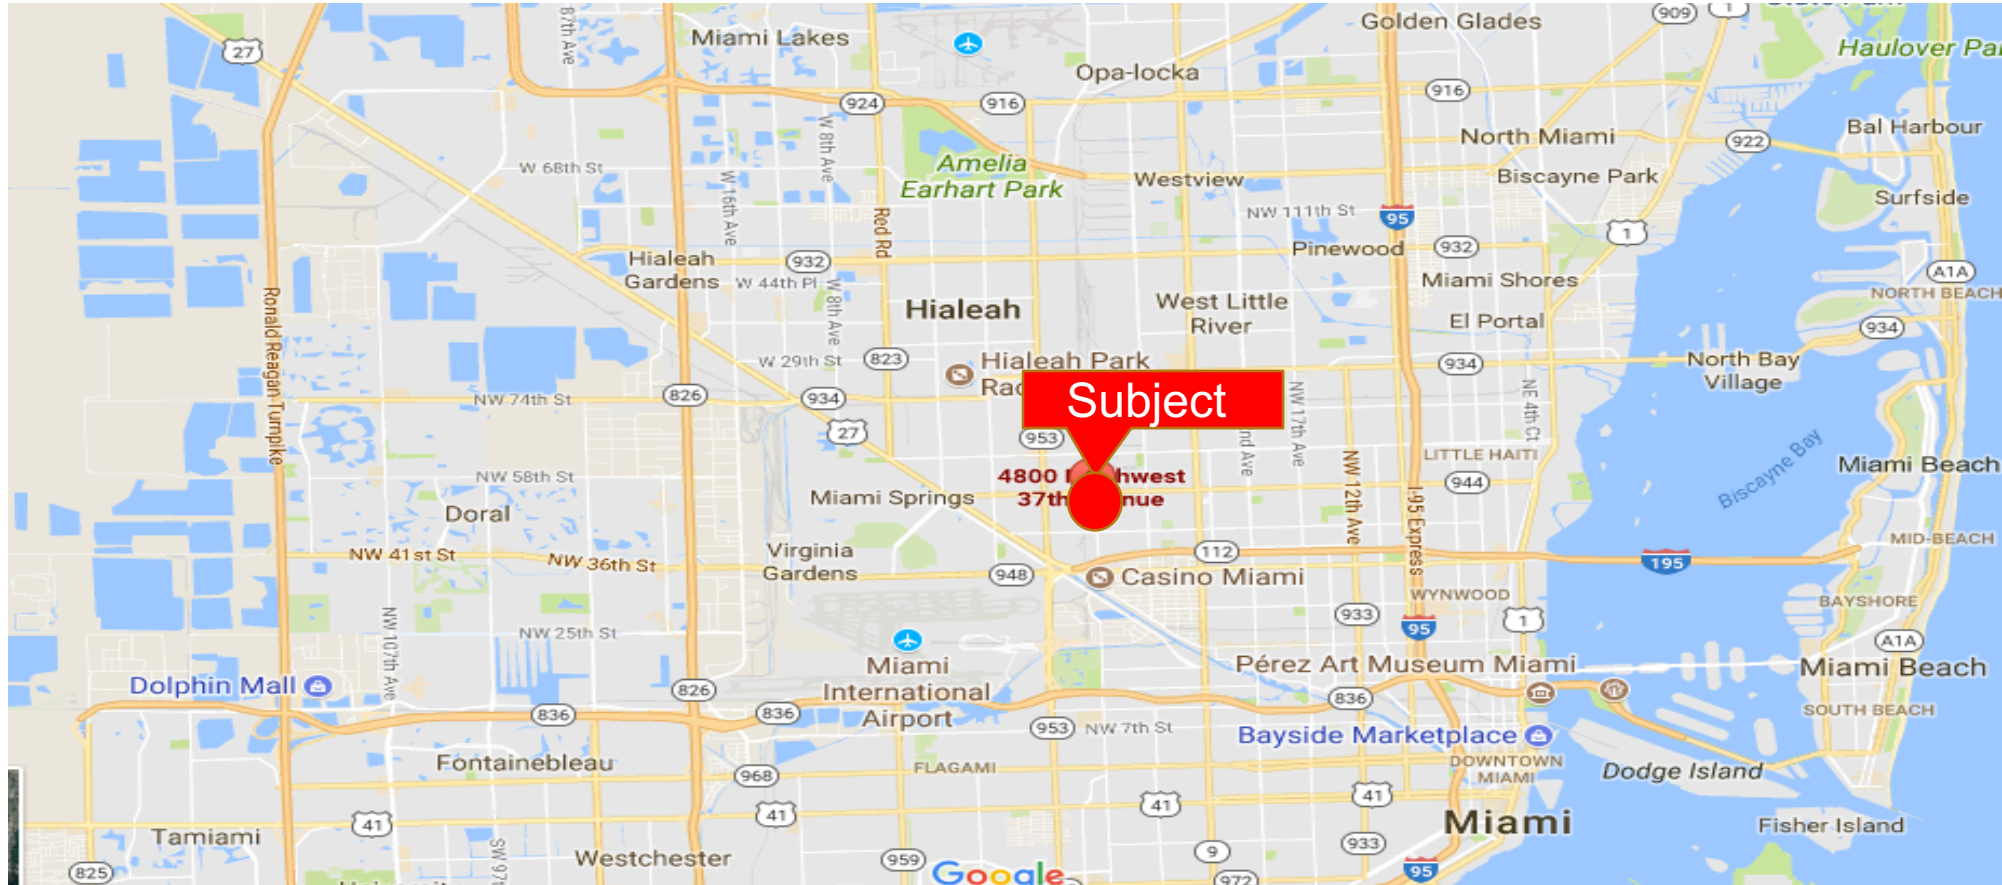 Golden Glades
909
1
87th Ave
Miami Lakes
Haulover
27
Opa-locka
924
916
916
W 8th Ave
North Miami
922
Bal Harbour
W 68th St
Amelia
Earhart Park
Westview
Biscayne Park
W 16th Ave
Surfside
Red Rd
NW 111th St
95
1
Pinewood
932
Hialeah
Gardens
932
Miami Shores
A1A
W 44th Pl
W 8th Ave
NORTH BEACH
Ronald Reagan Turnpike
Hialeah
West Little
River
El Portal
934
W 29th St
823
Hialeah Park
934
North Bay
Village
Subject
826
NW 74th St
934
NW 17th Ave
NE 4th Ct
27
953
LITTLE HAITI
Biscayne Bay
Miami Beach
4800
37th
NW 58th St
Miami Springs
NW 12th Ave
944
I-95 Express
Doral
112
MID-BEACH
NW 41st St
NW 36th St
Virginia
Gardens
948
Casino Miami
195
WYNWOOD
BAYSHORE
NW 107th Ave
NW 25th St
933
95
1
A1A
Miami
International
Airport
Pérez Art Museum Miami
Miami Beach
Dolphin Mall
826
836
836
836
953
NW 7th St
SOUTH BEACH
Bayside Marketplace
Fontainebleau
968
FLAGAMI
DOWNTOWN
MIAMI
Dodge Island
41
41
41
41
Tamiami
Miami
Fisher Island
825
Westchester
959
9
933
Google
972
95